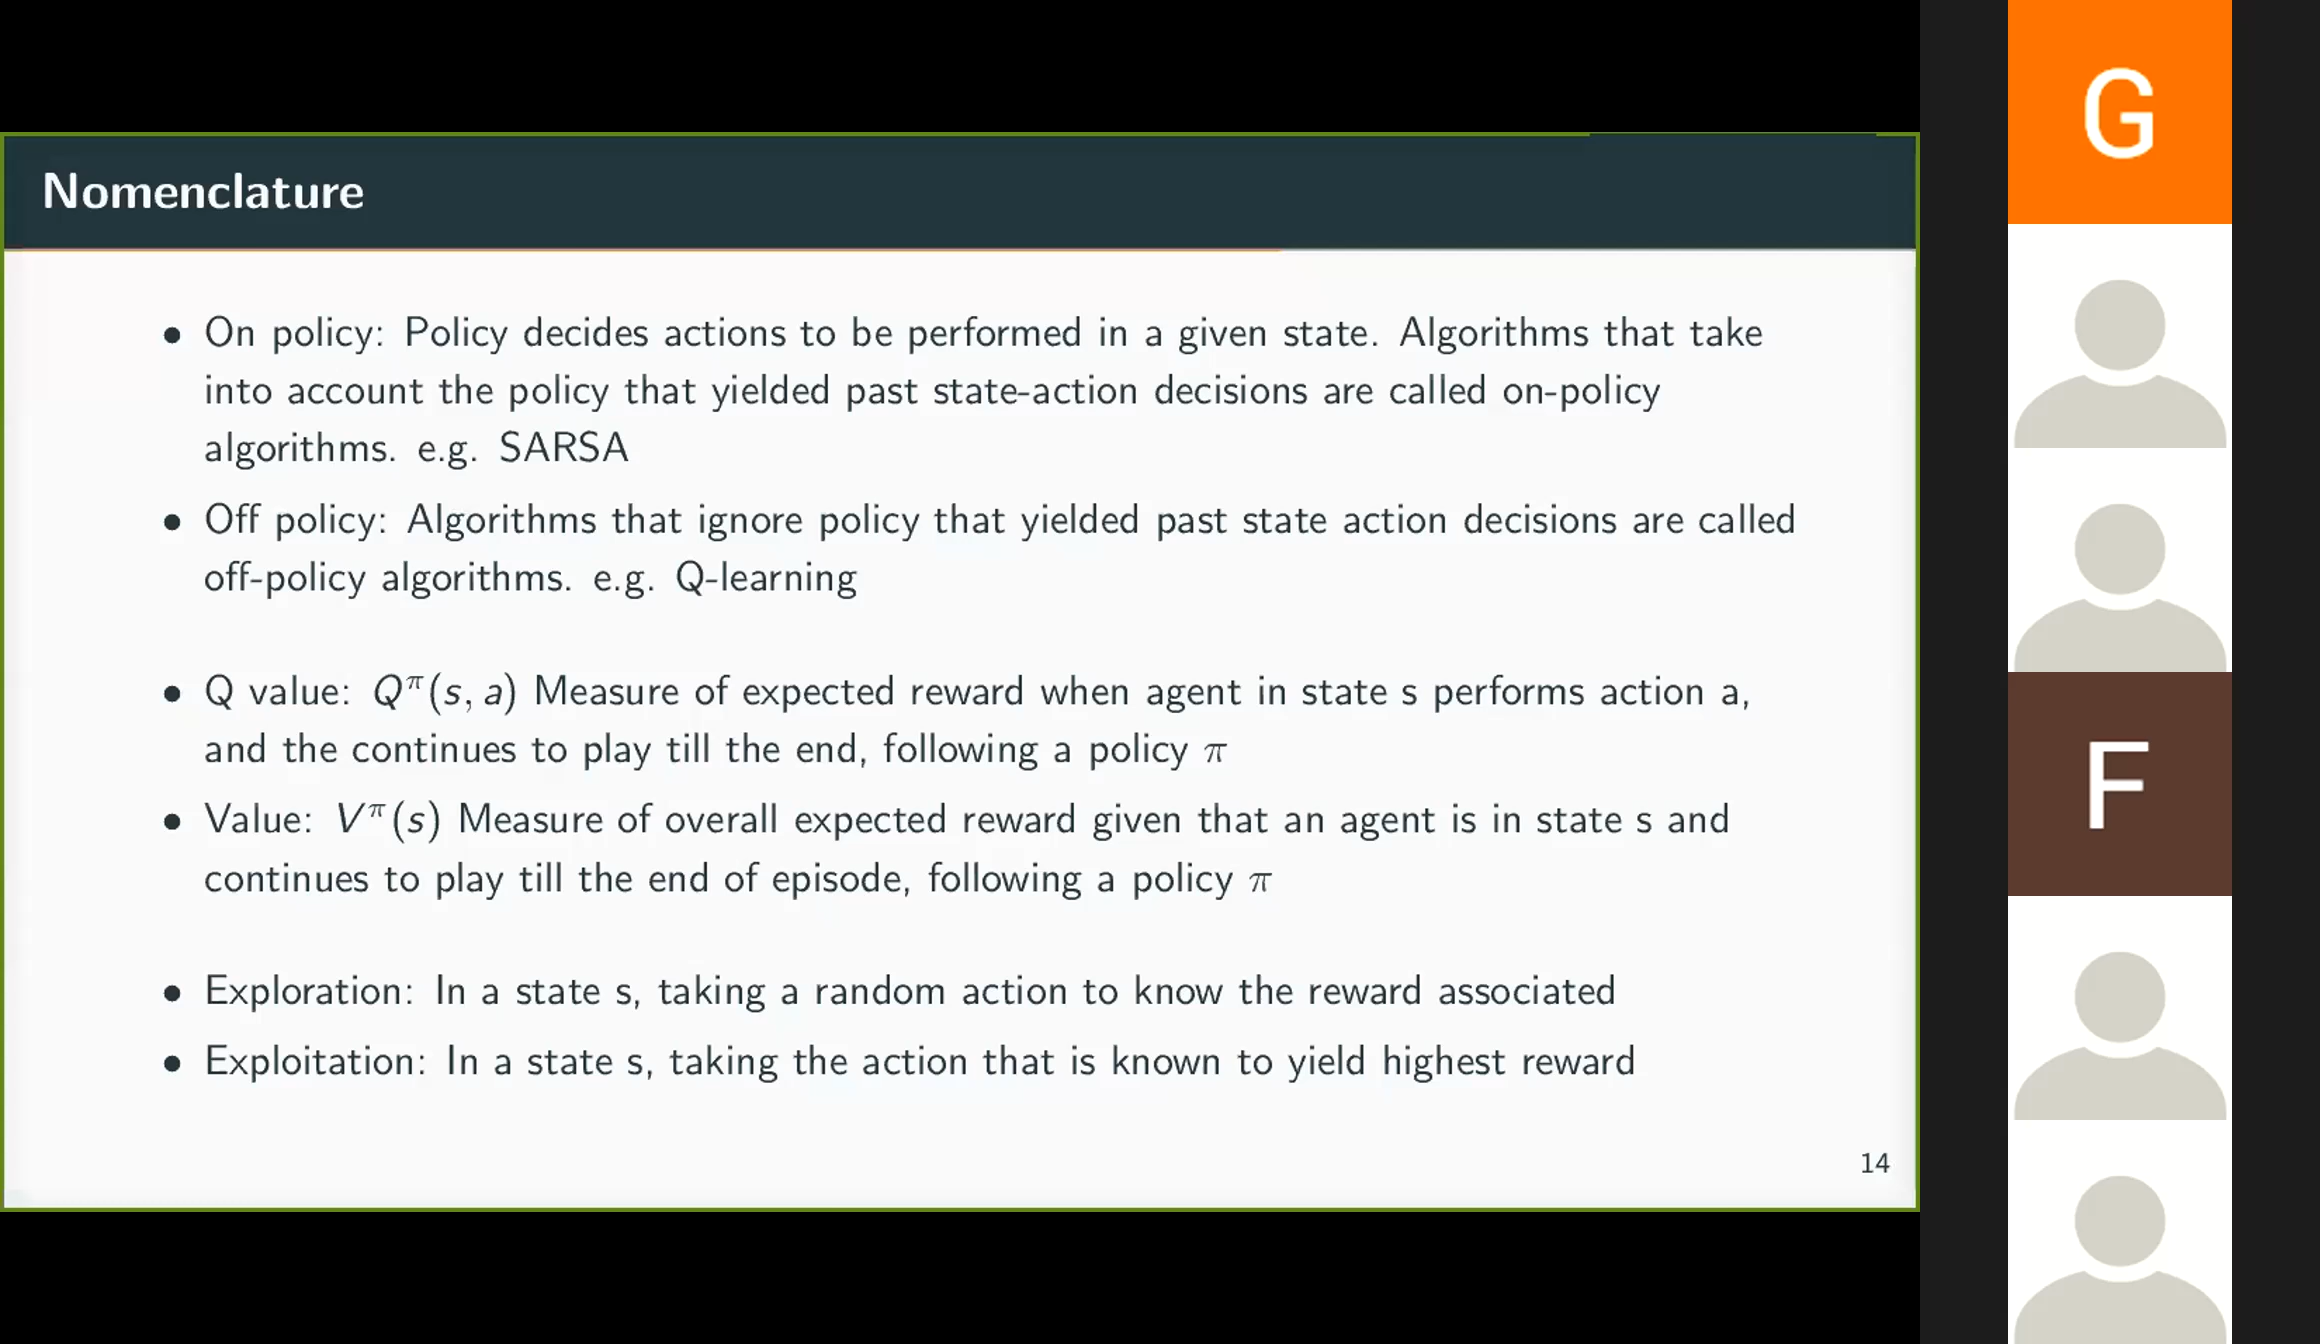 Nomenclature
• On policy: Policy decides actions to be performed in a given state. Algorithms that take
into account the policy that yielded past state-action decisions are called on-policy
algorithms. e.g. SARSA
• Off policy: Algorithms that ignore policy that yielded past state action decisions are called
off-policy algorithms. e.g. Q-learning
• Q value: Q^π(s, a) Measure of expected reward when agent in state s performs action a,
and the continues to play till the end, following a policy π
• Value: V^π(s) Measure of overall expected reward given that an agent is in state s and
continues to play till the end of episode, following a policy π
• Exploration: In a state s, taking a random action to know the reward associated
• Exploitation: In a state s, taking the action that is known to yield highest reward
14
G
F